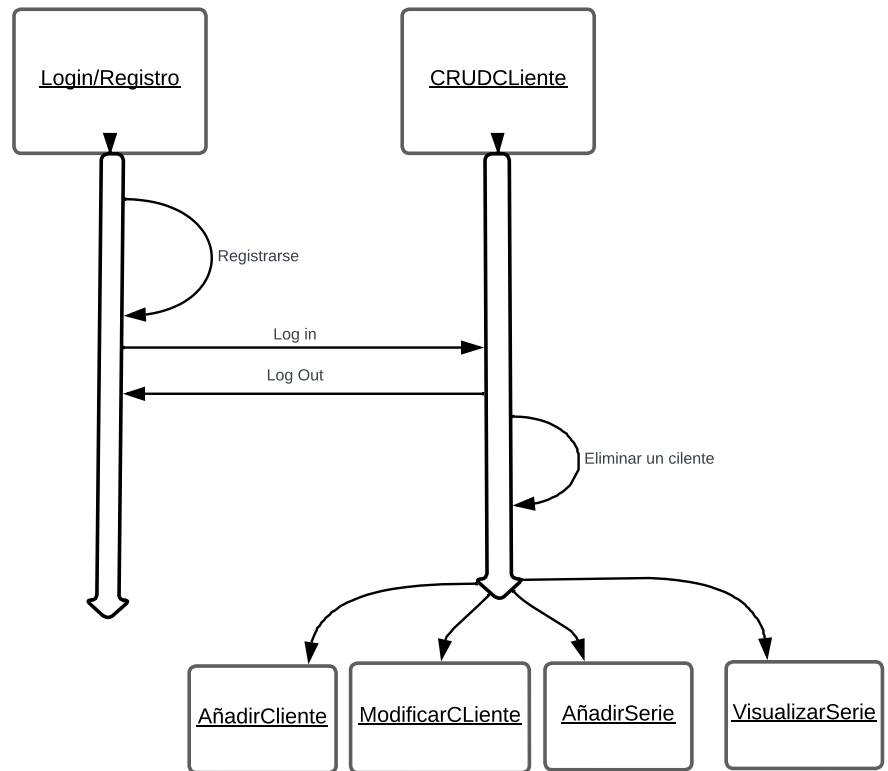 Login/Registro
CRUDCLiente
Registrarse
Log in
Log Out
Eliminar un cilente
AñadirCliente
ModificarCLiente
AñadirSerie
VisualizarSerie